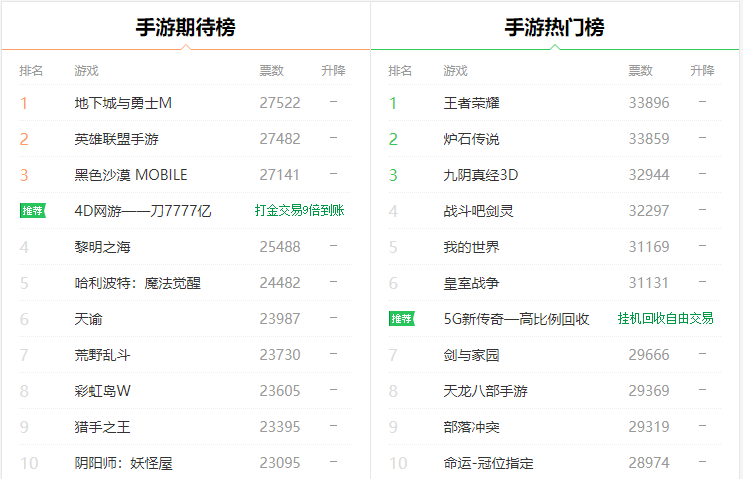 手游期待榜
排名 游戏 票数 升降
1 地下城与勇士M 27522 −
2 英雄联盟手游 27482 −
3 黑色沙漠 MOBILE 27141 −
推荐 4D网游——刀7777亿 打金交易9倍到账
4 黎明之海 25488 −
5 哈利波特：魔法觉醒 24482 −
6 天谕 23987 −
7 荒野乱斗 23730 −
8 彩虹岛W 23605 −
9 猎手之王 23395 −
10 阴阳师：妖怪屋 23095 −
手游热门榜
排名 游戏 票数 升降
1 王者荣耀 33896 −
2 炉石传说 33859 −
3 九阴真经3D 32944 −
4 战斗吧剑灵 32297 −
5 我的世界 31169 −
6 皇室战争 31131 −
推荐 5G新传奇—高比例回收 挂机回收自由交易
7 剑与家园 29666 −
8 天龙八部手游 29369 −
9 部落冲突 29319 −
10 命运-冠位指定 28974 −